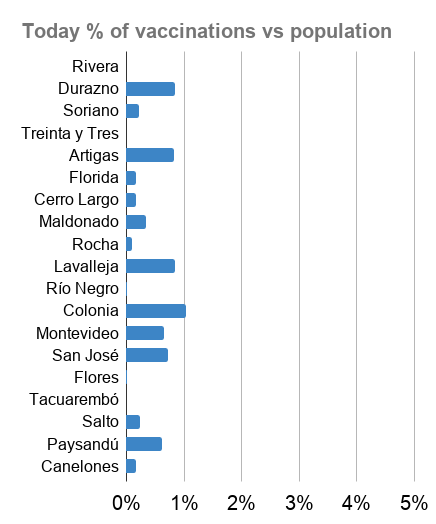 Today % of vaccinations vs population
Rivera
Durazno
Soriano
Treinta y Tres
Artigas
Florida
Cerro Largo
Maldonado
Rocha
Lavalleja
Río Negro
Colonia
Montevideo
San José
Flores
Tacuarembó
Salto
Paysandú
Canelones
0% 1% 2% 3% 4% 5%